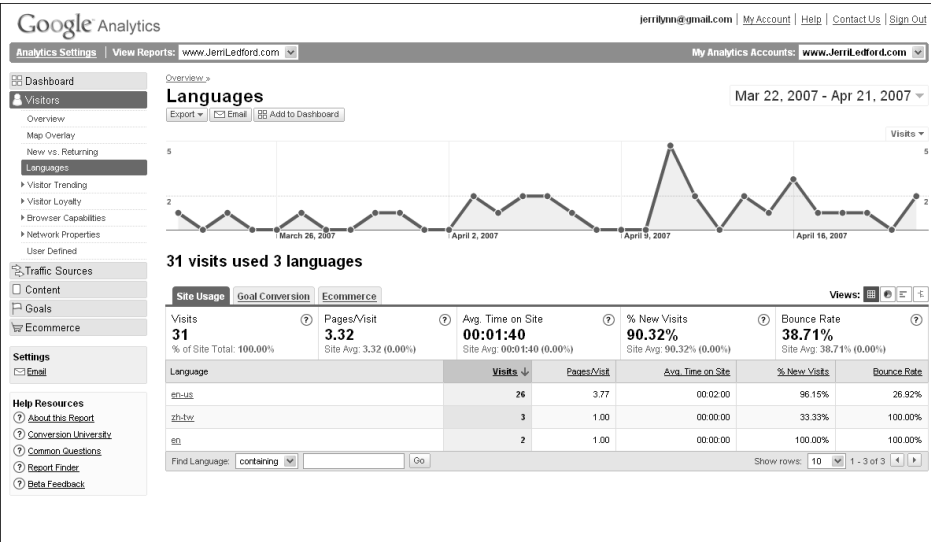 Google Analytics
jerrilynn@gmail.com | My Account | Help | Contact Us | Sign Out
Analytics Settings | View Reports: www.JerriLedford.com
My Analytics Accounts: www.JerriLedford.com
Dashboard
Visitors
Overview
Map Overlay
New vs. Returning
Languages
Visitor Trending
Visitor Loyalty
Browser Capabilities
Network Properties
User Defined
Traffic Sources
Content
Goals
Ecommerce
Settings
Email
Help Resources
About this Report
Conversion University
Common Questions
Report Finder
Beta Feedback
Overview »
Languages
Mar 22, 2007 - Apr 21, 2007
Export Email Add to Dashboard
Visits
5 5
2 2
March 26, 2007 April 2, 2007 April 9, 2007 April 16, 2007
31 visits used 3 languages
Site Usage Goal Conversion Ecommerce Views:
Visits ? Pages/Visit ? Avg. Time on Site ? % New Visits ? Bounce Rate ?
31 3.32 00:01:40 90.32% 38.71%
% of Site Total: 100.00% Site Avg: 3.32 (0.00%) Site Avg: 00:01:40 (0.00%) Site Avg: 90.32% (0.00%) Site Avg: 38.71% (0.00%)
Language Visits ↓ Pages/Visit Avg. Time on Site % New Visits Bounce Rate
en-us 26 3.77 00:02:00 96.15% 26.92%
zh-tw 3 1.00 00:00:00 33.33% 100.00%
en 2 1.00 00:00:00 100.00% 100.00%
Find Language: containing Go Show rows: 10 1 - 3 of 3